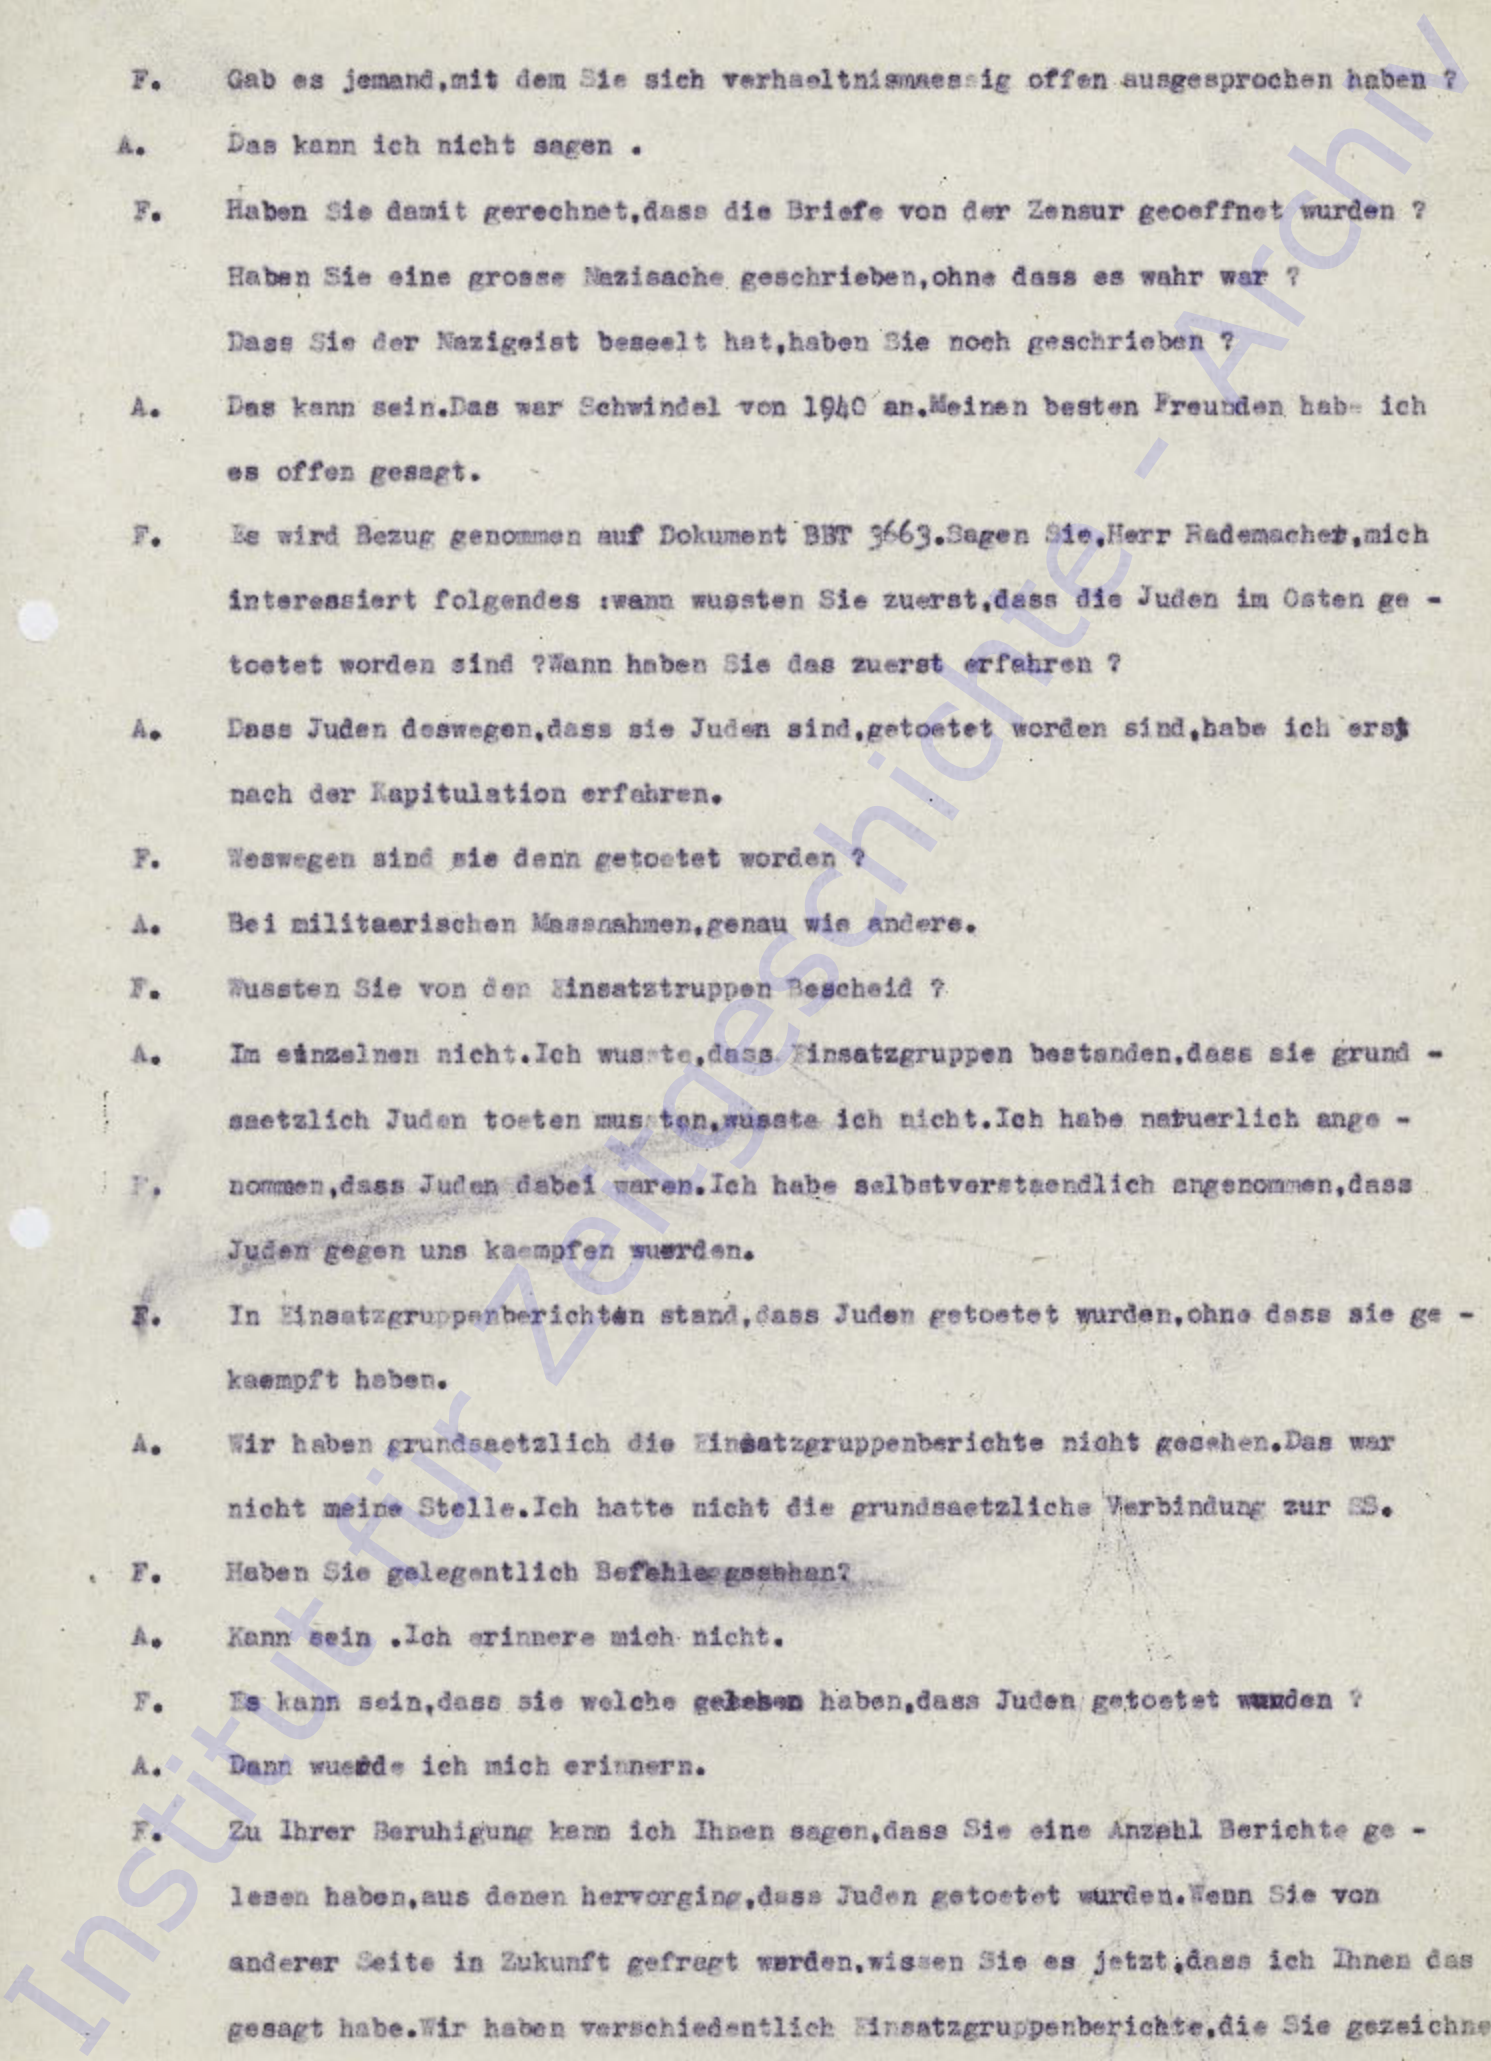 F. Gab es jemand,mit dem Sie sich verhaeltnismaessig offen ausgesprochen haben ?
A. Das kann ich nicht sagen .
F. Haben Sie damit gerechnet,dass die Briefe von der Zensur geoeffnet wurden ?
Haben Sie eine grosse Nazisache geschrieben,ohne dass es wahr war ?
Dass Sie der Nazigeist beseelt hat,haben Sie noch geschrieben ?
A. Das kann sein.Das war Schwindel von 1940 an.Meinen besten Freunden habe ich
es offen gesagt.
F. Es wird Bezug genommen auf Dokument BBT 3663.Sagen Sie,Herr Rademacher,mich
interessiert folgendes :wann wussten Sie zuerst,dass die Juden im Osten ge -
toetet worden sind ?Wann haben Sie das zuerst erfahren ?
A. Dass Juden deswegen,dass sie Juden sind,getoetet worden sind,habe ich erst
nach der Kapitulation erfahren.
F. Weswegen sind sie denn getoetet worden ?
A. Bei militaerischen Massnahmen,genau wie andere.
F. Wussten Sie von den Einsatztruppen Bescheid ?
A. Im einzelnen nicht.Ich wusste,dass Einsatzgruppen bestanden,dass sie grund -
saetzlich Juden toeten mussten,wusste ich nicht.Ich habe natuerlich ange -
F. nommen,dass Juden dabei waren.Ich habe selbstverstaendlich angenommen,dass
Juden gegen uns kaempfen wuerden.
F. In Einsatzgruppenberichten stand,dass Juden getoetet wurden,ohne dass sie ge -
kaempft haben.
A. Wir haben grundsaetzlich die Einsatzgruppenberichte nicht gesehen.Das war
nicht meine Stelle.Ich hatte nicht die grundsaetzliche Verbindung zur SS.
F. Haben Sie gelegentlich Befehle
A. Kann sein .Ich erinnere mich nicht.
F. Es kann sein,dass sie welche gelesen haben,dass Juden getoetet wurden ?
A. Dann wuerde ich mich erinnern.
F. Zu Ihrer Beruhigung kann ich Ihnen sagen,dass Sie eine Anzahl Berichte ge -
lesen haben,aus denen hervorging,dass Juden getoetet wurden.Wenn Sie von
anderer Seite in Zukunft gefragt werden,wissen Sie es jetzt,dass ich Ihnen das
gesagt habe.Wir haben verschiedentlich Einsatzgruppenberichte,die Sie gezeichne
Institut für Zeitgeschichte - Archiv